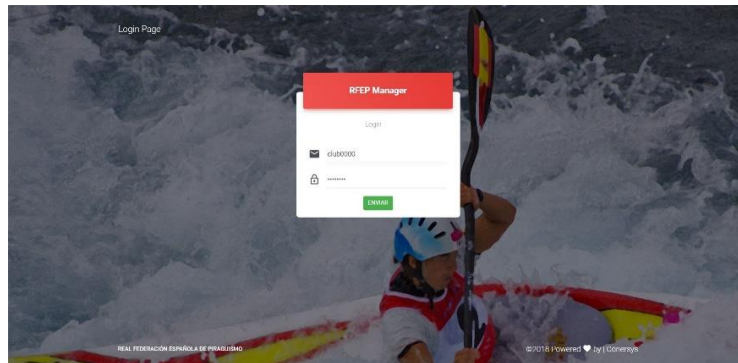 Login Page
RFEP Manager
Login
club0000
········
ENVIAR
REAL FEDERACIÓN ESPAÑOLA DE PIRAGÜISMO
©2018 Powered ♥ by | Conersys